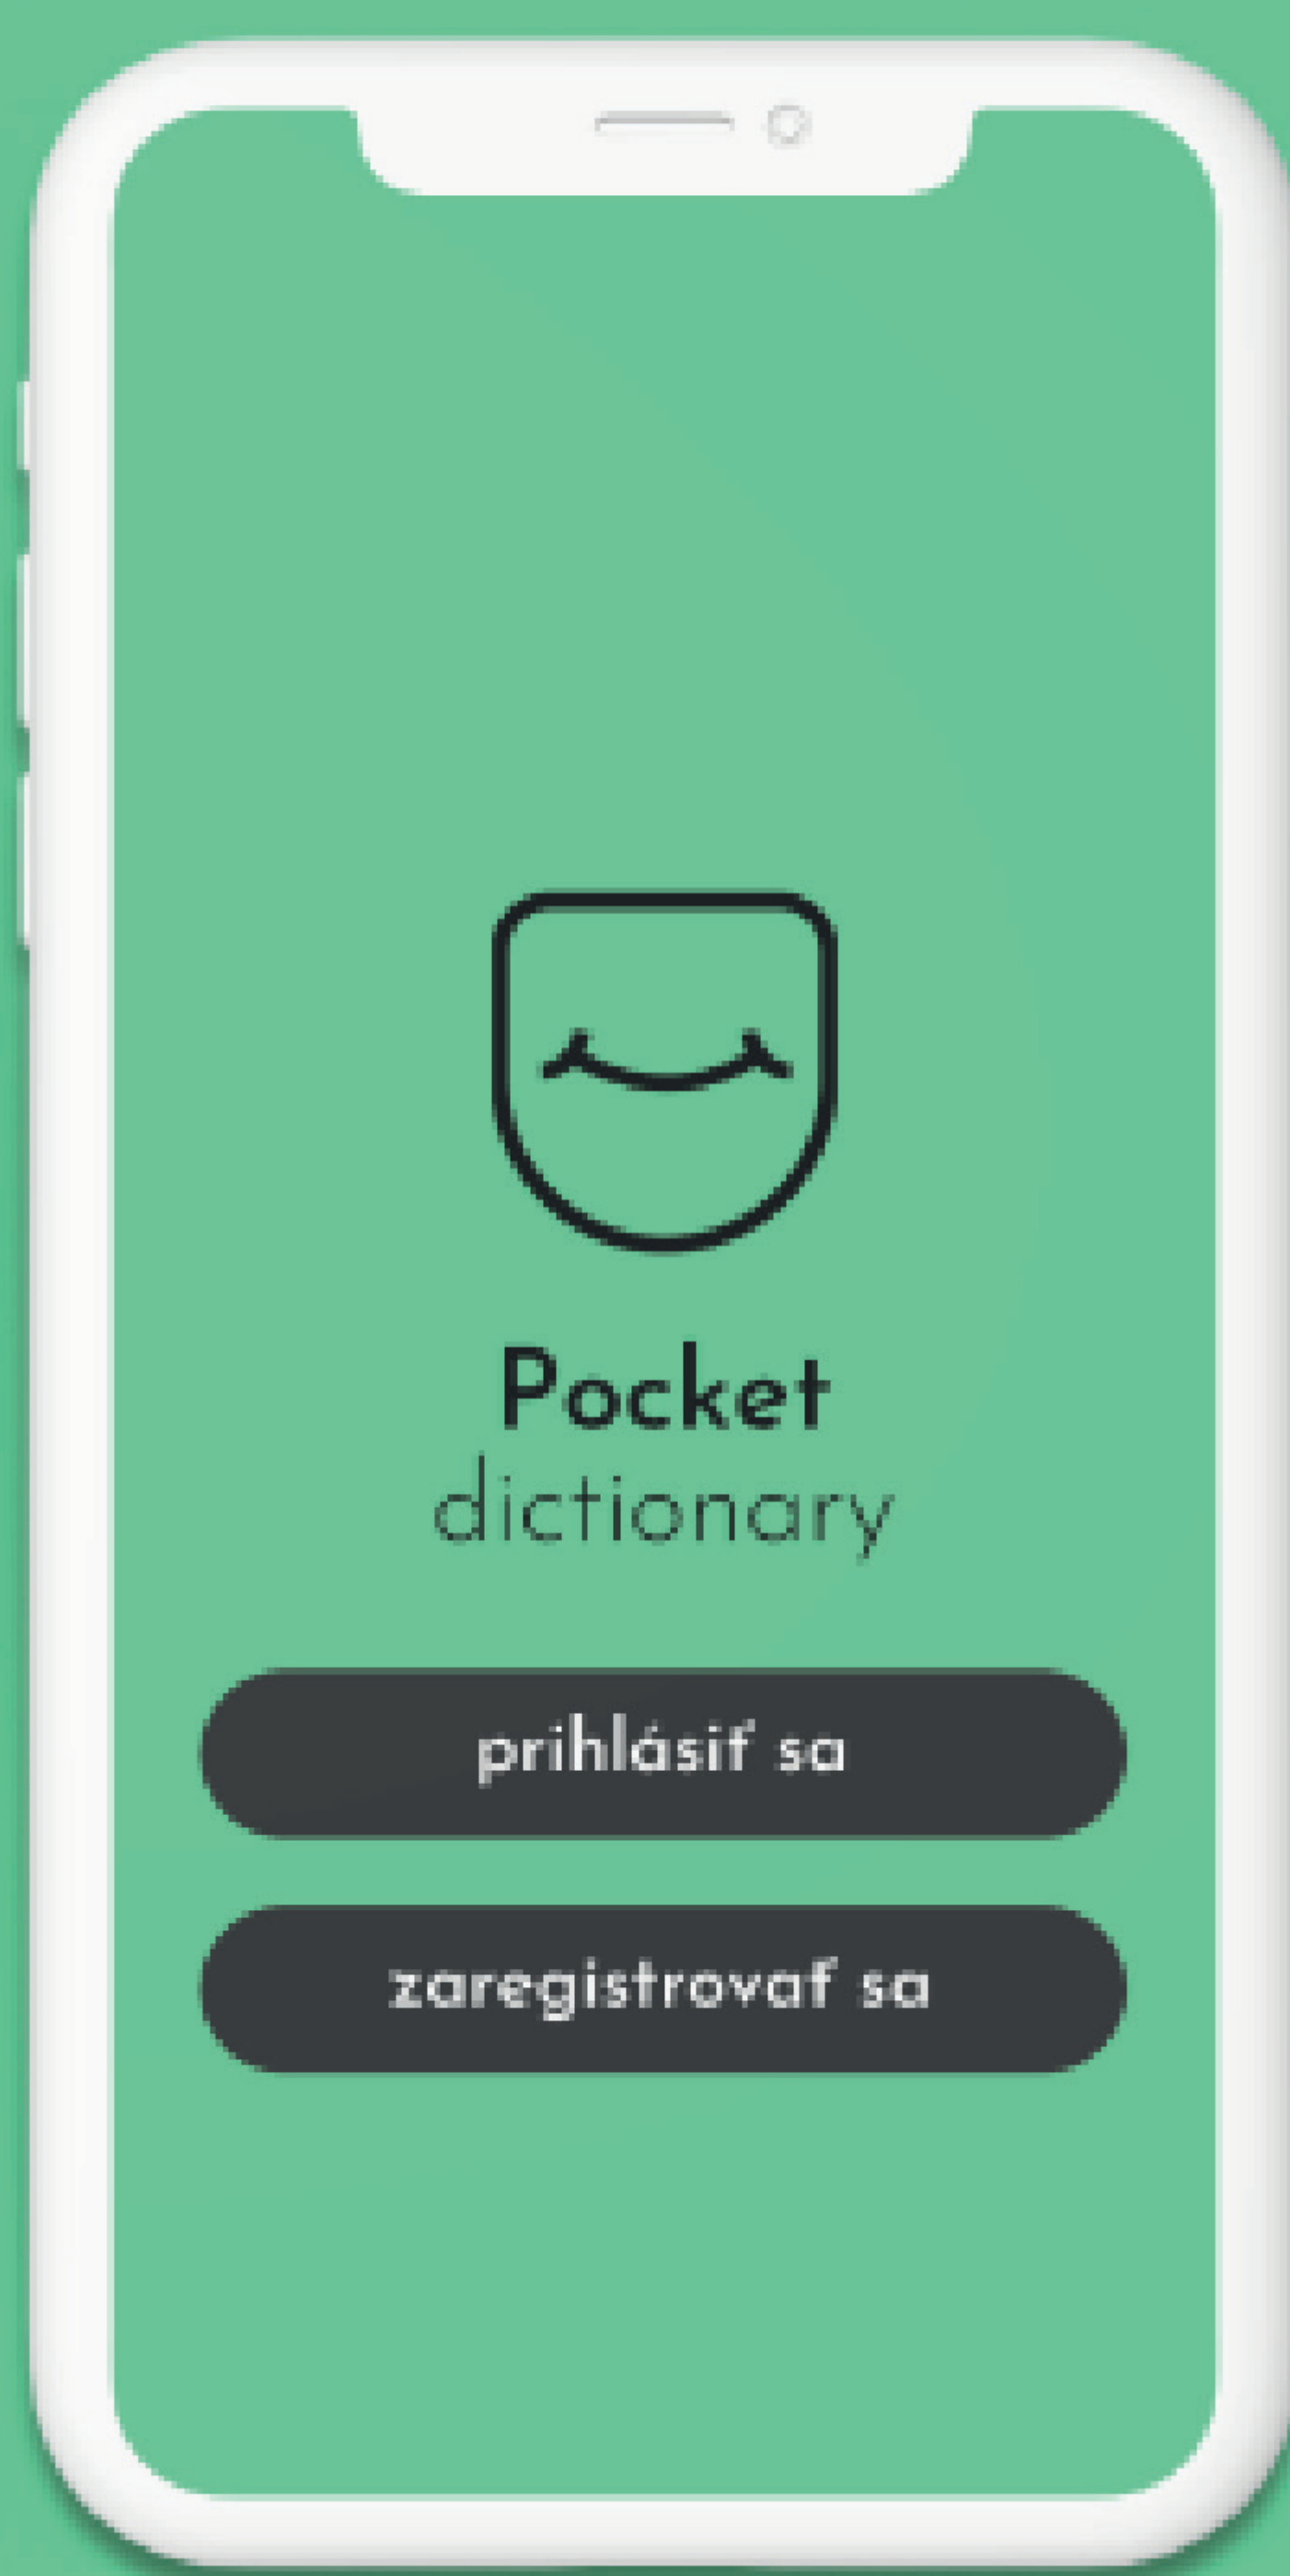 Pocket
dictionary
prihlásiť sa
zaregistrovať sa